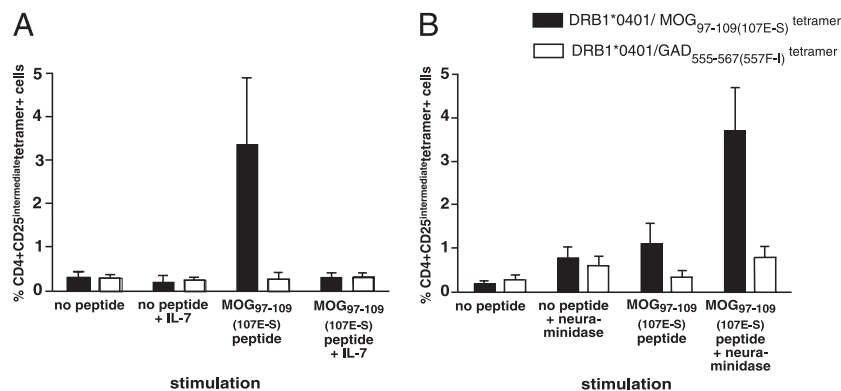 A
% CD4+CD25intermediatetetramer+ cells
5
4
3
2
1
0
no peptide
no peptide
+ IL-7
MOG97-109
(107E-S)
peptide
MOG97-109
(107E-S)
peptide
+ IL-7
stimulation
B
DRB1*0401/ MOG97-109(107E-S) tetramer
DRB1*0401/GAD555-567(557F-I) tetramer
% CD4+CD25intermediatetetramer+ cells
5
4
3
2
1
0
no peptide
no peptide
+ neura-
minidase
MOG97-109
(107E-S)
peptide
MOG97-109
(107E-S)
peptide
+ neura-
minidase
stimulation